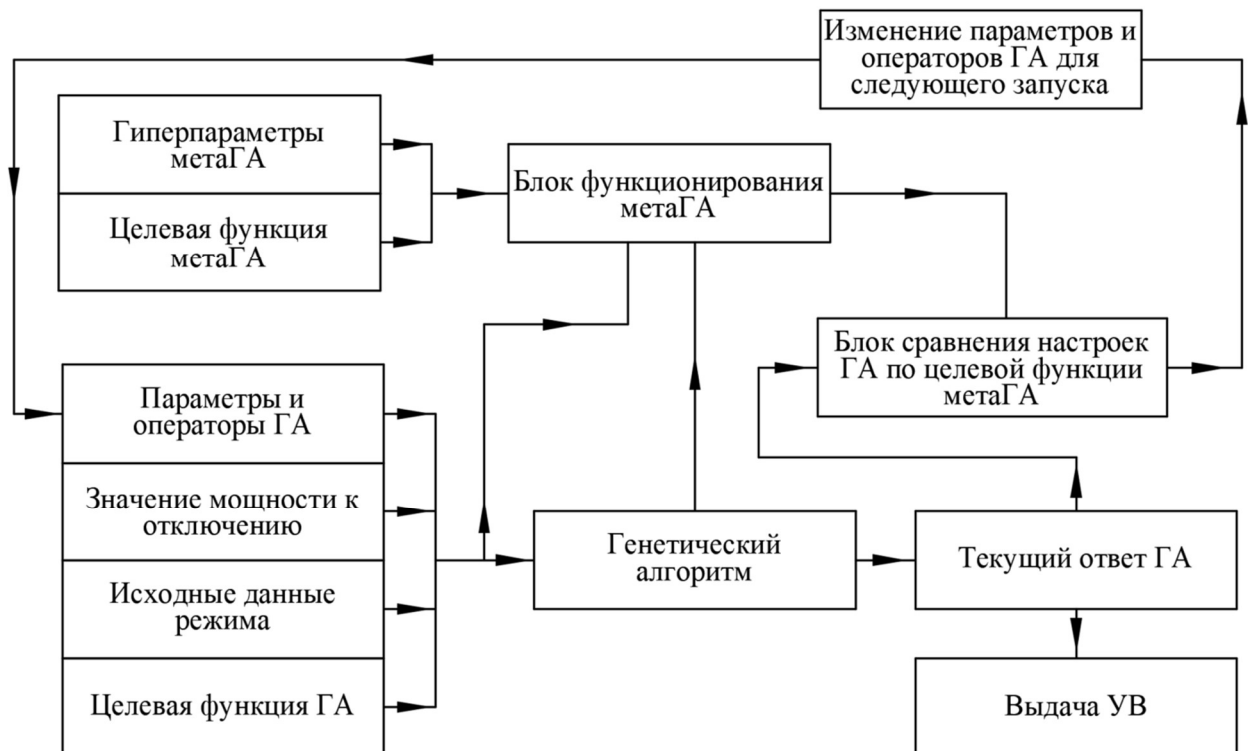 Изменение параметров и
операторов ГА для
следующего запуска
Гиперпараметры
метаГА
Целевая функция
метаГА
Блок функционирования
метаГА
Блок сравнения настроек
ГА по целевой функции
метаГА
Параметры и
операторы ГА
Значение мощности к
отключению
Исходные данные
режима
Целевая функция ГА
Генетический
алгоритм
Текущий ответ ГА
Выдача УВ